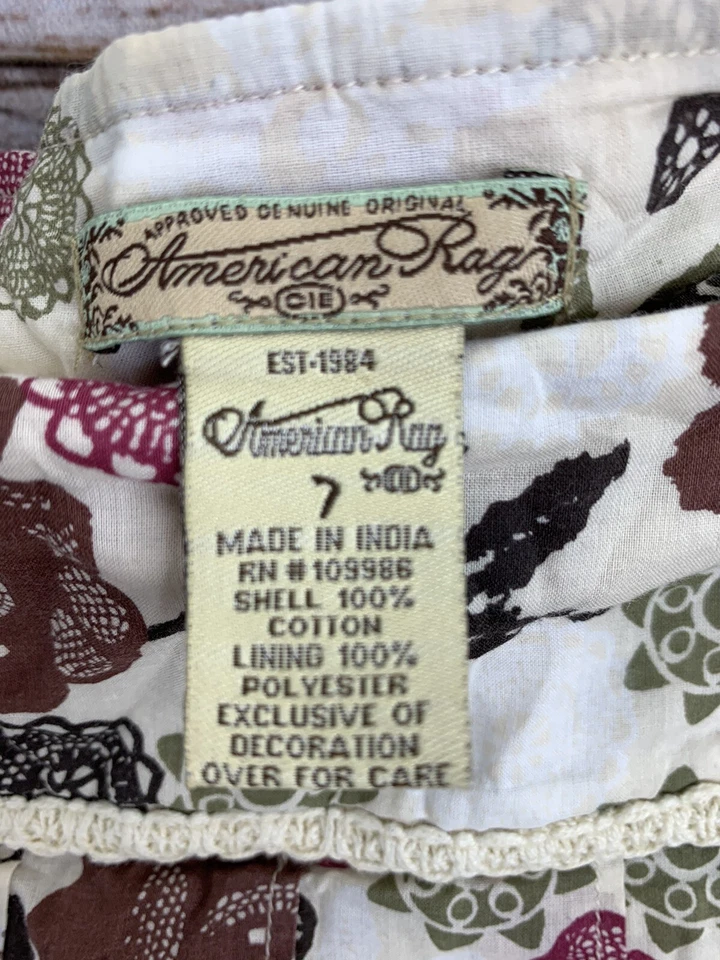 APPROVED GENUINE ORIGINAL
American Rag
CIE
EST-1984
American Rag
7
MADE IN INDIA
RN # 109986
SHELL 100%
COTTON
LINING 100%
POLYESTER
EXCLUSIVE OF
DECORATION
OVER FOR CARE